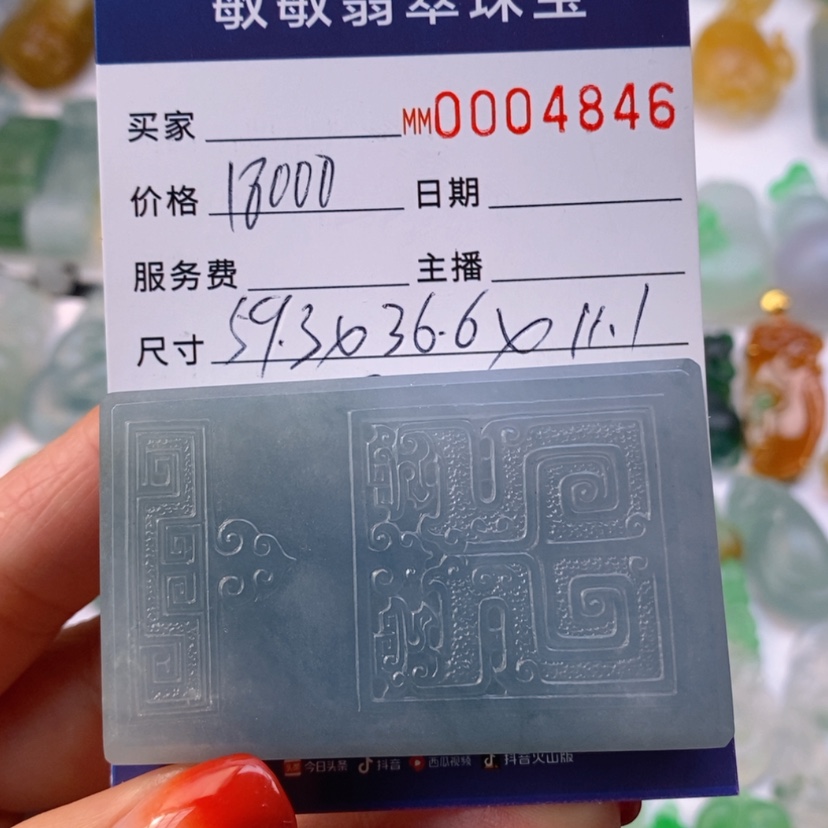 敏敏翡翠珠宝
买家 MM0004846
价格 18000 日期
服务费 主播
尺寸 59.3x36.6x11.1
今日头条 抖音 西瓜视频 抖音火山版